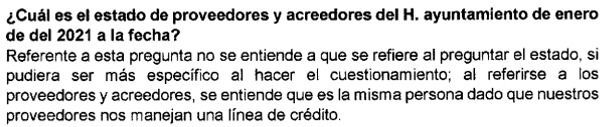 ¿Cuál es el estado de proveedores y acreedores del H. ayuntamiento de enero
de del 2021 a la fecha?
Referente a esta pregunta no se entiende a que se refiere al preguntar el estado, si
pudiera ser más específico al hacer el cuestionamiento; al referirse a los
proveedores y acreedores, se entiende que es la misma persona dado que nuestros
proveedores nos manejan una línea de crédito.